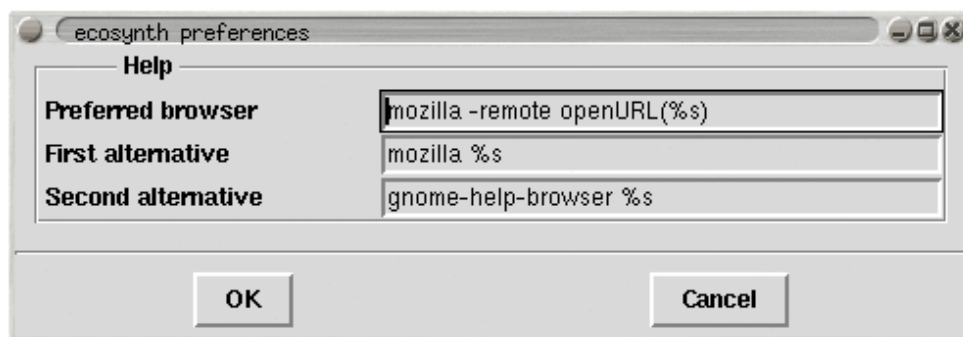 ecosynth preferences
Help
Preferred browser mozilla -remote openURL(%s)
First alternative mozilla %s
Second alternative gnome-help-browser %s
OK Cancel